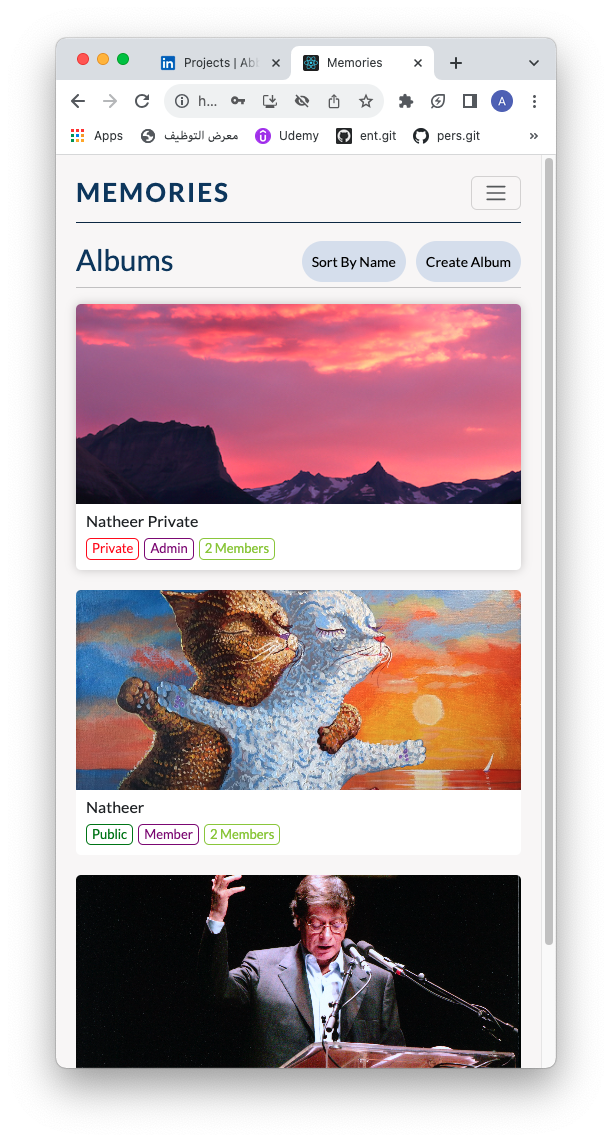 Projects | Ab
Memories
h...
A
Apps
معرض التوظيف
Udemy
ent.git
pers.git
»
MEMORIES
Albums
Sort By Name
Create Album
Natheer Private
Private Admin 2 Members
Natheer
Public Member 2 Members